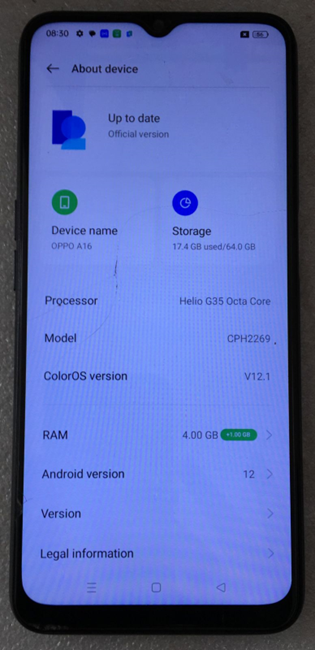 08:30
86
About device
Up to date
Official version
Device name
OPPO A16
Storage
17.4 GB used/64.0 GB
Processor
Helio G35 Octa Core
Model
CPH2269
ColorOS version
V12.1
RAM
4.00 GB +1.00 GB
Android version
12
Version
Legal information